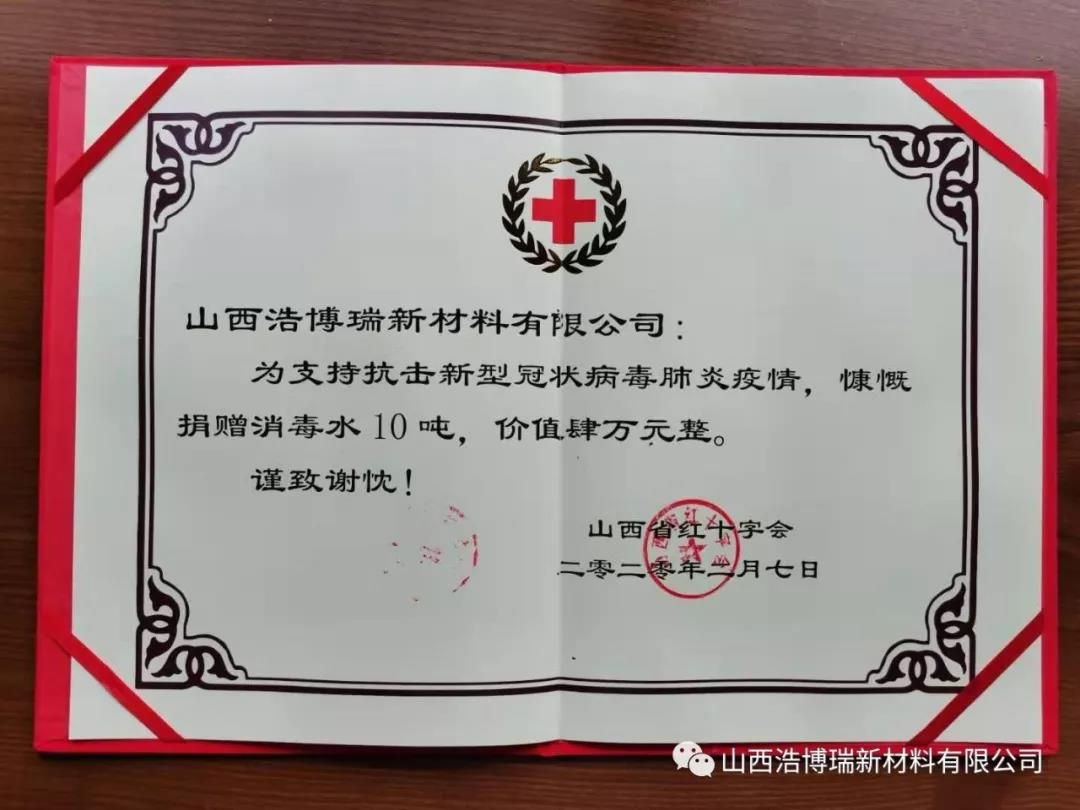 山西浩博瑞新材料有限公司：
为支持抗击新型冠状病毒肺炎疫情，慷慨
捐赠消毒水10吨，价值肆万元整。
谨致谢忱！
山西省红十字会
二零二零年二月七日
山西浩博瑞新材料有限公司